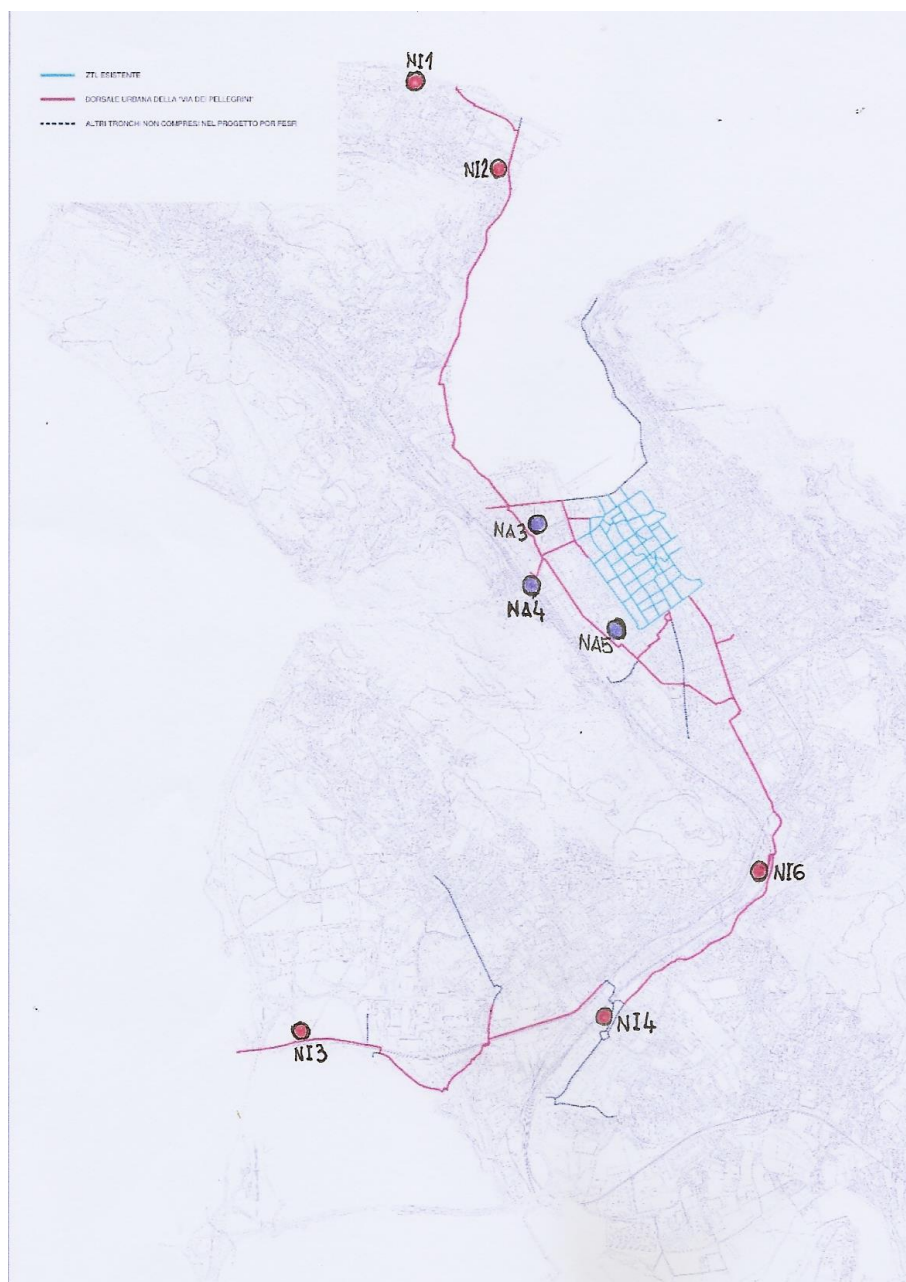 ZTL ESISTENTE
DORSALE URBANA DELLA "VIA DEI PELLEGRINI"
ALTRI TRONCHI NON COMPRESI NEL PROGETTO POR FESR
NI1
NI2
NA3
NA4
NA5
NI6
NI4
NI3